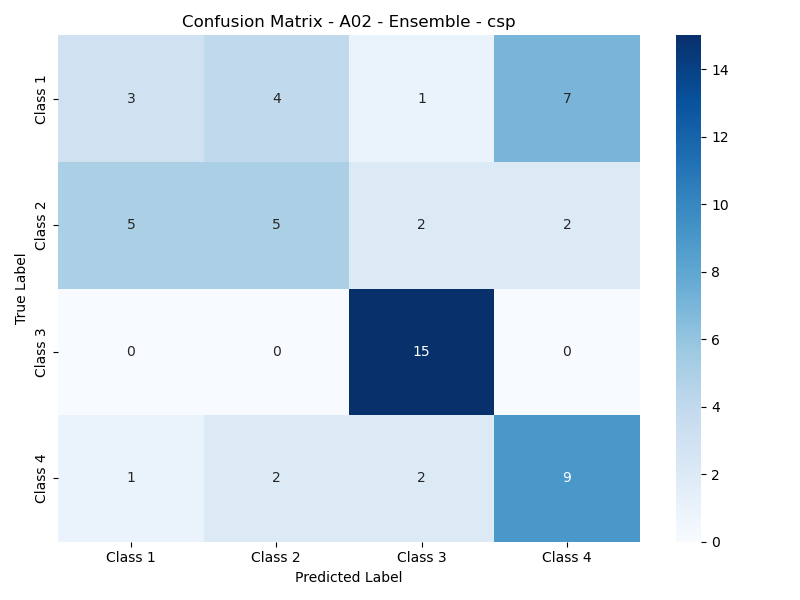 Confusion Matrix - A02 - Ensemble - csp
Class 1
3 4 1 7
Class 2
5 5 2 2
Class 3
0 0 15 0
Class 4
1 2 2 9
True Label
Class 1 Class 2 Class 3 Class 4
Predicted Label
14
12
10
8
6
4
2
0